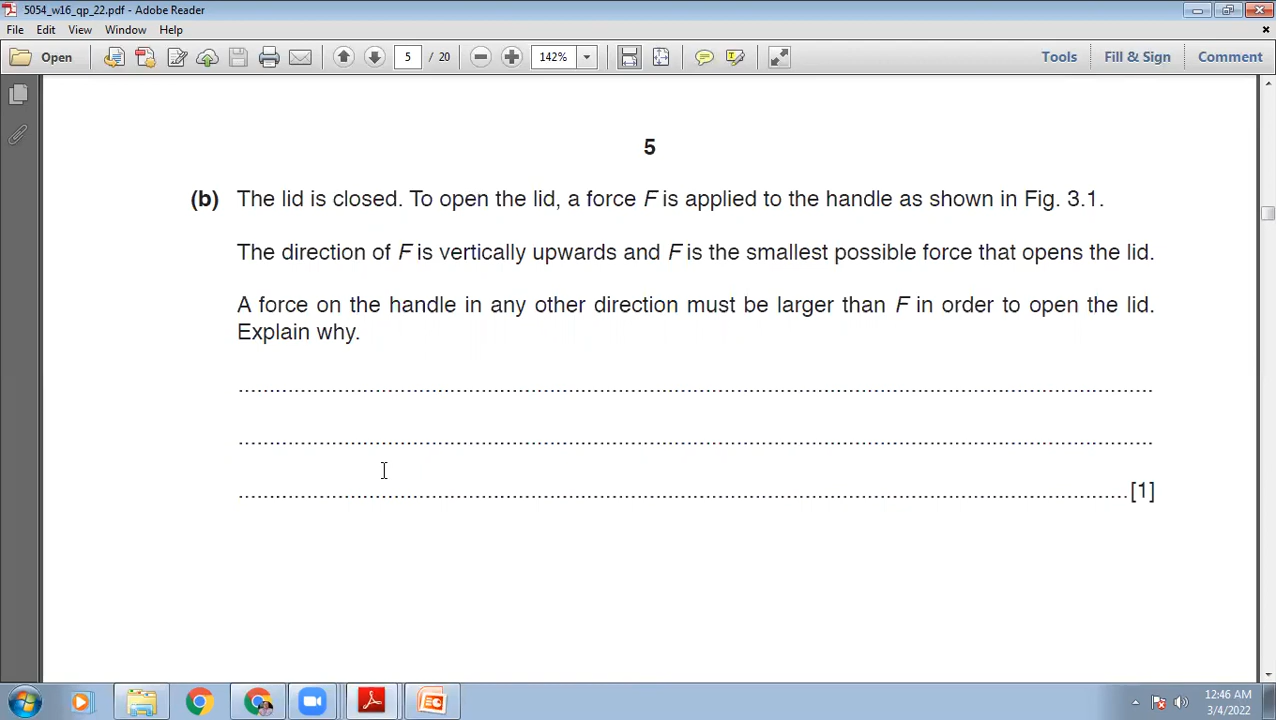 5054_w16_qp_22.pdf - Adobe Reader
File Edit View Window Help
Open 5 / 20 142% Tools Fill & Sign Comment
5
(b) The lid is closed. To open the lid, a force F is applied to the handle as shown in Fig. 3.1.
The direction of F is vertically upwards and F is the smallest possible force that opens the lid.
A force on the handle in any other direction must be larger than F in order to open the lid.
Explain why.
[1]
12:46 AM
3/4/2022